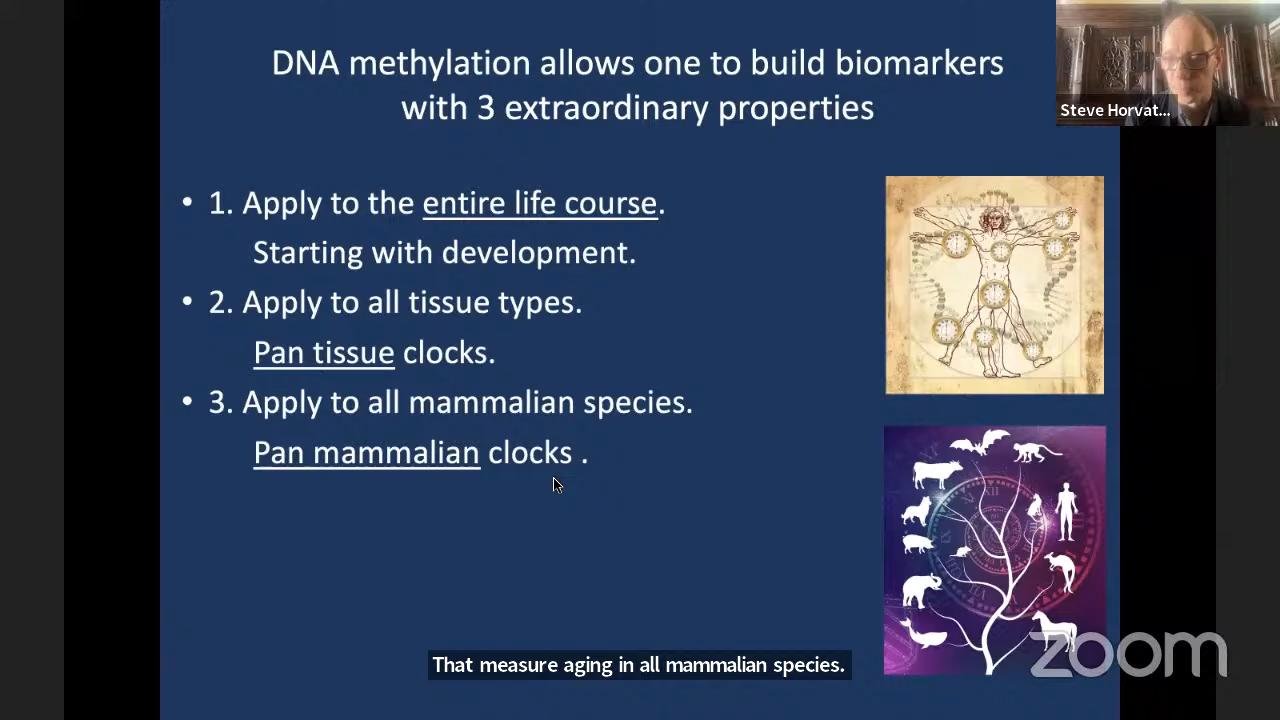 DNA methylation allows one to build biomarkers
with 3 extraordinary properties
Steve Horvat...
• 1. Apply to the entire life course.
Starting with development.
• 2. Apply to all tissue types.
Pan tissue clocks.
• 3. Apply to all mammalian species.
Pan mammalian clocks .
XII
That measure aging in all mammalian species.
zoom